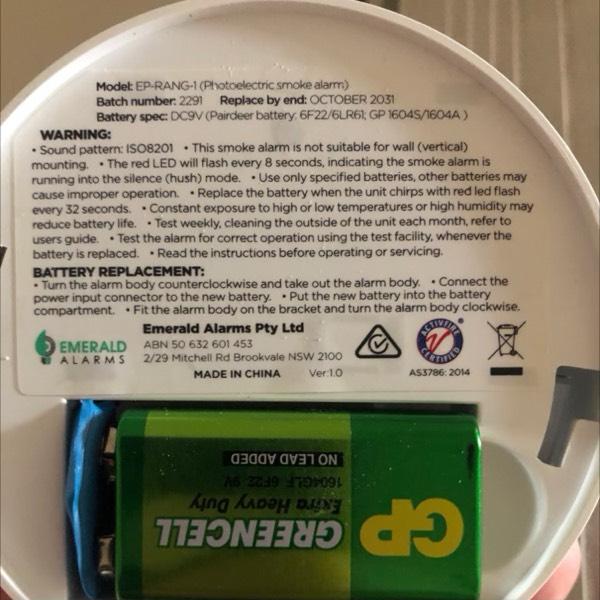 Model: EP-RANG-1 (Photoelectric smoke alarm)
Batch number: 2291 Replace by end: OCTOBER 2031
Battery spec: DC9V (Pairdeer battery: 6F22/6LR61; GP 1604S/1604A )
WARNING:
• Sound pattern: ISO8201 • This smoke alarm is not suitable for wall (vertical)
mounting. • The red LED will flash every 8 seconds, indicating the smoke alarm is
running into the silence (hush) mode. • Use only specified batteries, other batteries may
cause improper operation. • Replace the battery when the unit chirps with red led flash
every 32 seconds. • Constant exposure to high or low temperatures or high humidity may
reduce battery life. • Test weekly, cleaning the outside of the unit each month, refer to
users guide. • Test the alarm for correct operation using the test facility, whenever the
battery is replaced. • Read the instructions before operating or servicing.
BATTERY REPLACEMENT:
• Turn the alarm body counterclockwise and take out the alarm body. • Connect the
power input connector to the new battery. • Put the new battery into the battery
compartment. • Fit the alarm body on the bracket and turn the alarm body clockwise.
EMERALD
ALARMS
Emerald Alarms Pty Ltd
ABN 50 632 601 453
2/29 Mitchell Rd Brookvale NSW 2100
MADE IN CHINA Ver:1.0
ACTIVFIRE
CERTIFIED
AS3786: 2014
GP
GREENCELL
Extra Heavy Duty
1604GLF 6F22 9V
NO LEAD ADDED